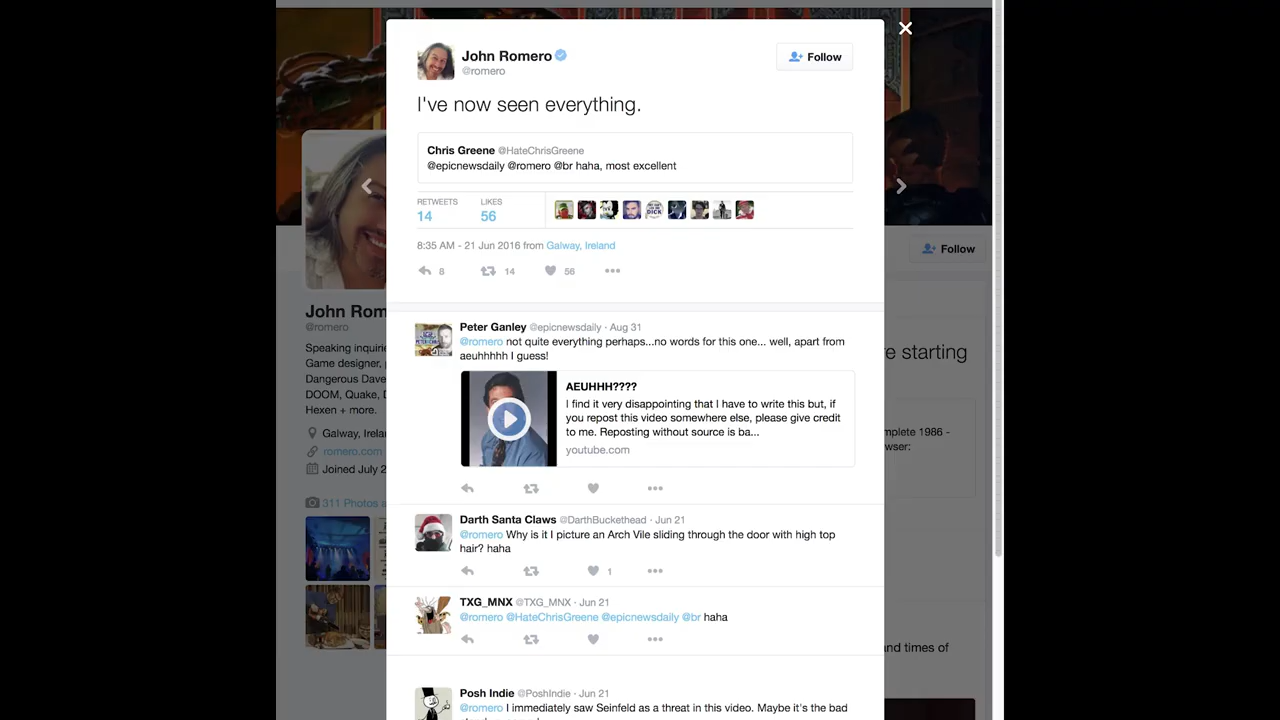 John Romero
@romero
Follow
I've now seen everything.
Chris Greene @HateChrisGreene
@epicnewsdaily @romero @br haha, most excellent
RETWEETS
14
LIKES
56
DICK
8:35 AM - 21 Jun 2016 from Galway, Ireland
8
14
56
Follow
John Rom
@romero
Speaking inquirie
Game designer, p
Dangerous Dave
DOOM, Quake, D
Hexen + more.
Galway, Irelan
romero.com
Joined July 2
311 Photos a
Peter Ganley @epicnewsdaily · Aug 31
@romero not quite everything perhaps...no words for this one... well, apart from
aeuhhhhh I guess!
AEUHHH????
I find it very disappointing that I have to write this but, if
you repost this video somewhere else, please give credit
to me. Reposting without source is ba...
youtube.com
Darth Santa Claws @DarthBuckethead · Jun 21
@romero Why is it I picture an Arch Vile sliding through the door with high top
hair? haha
1
TXG_MNX @TXG_MNX · Jun 21
@romero @HateChrisGreene @epicnewsdaily @br haha
Posh Indie @PoshIndie · Jun 21
@romero I immediately saw Seinfeld as a threat in this video. Maybe it's the bad
e starting
mplete 1986 -
wser:
nd times of